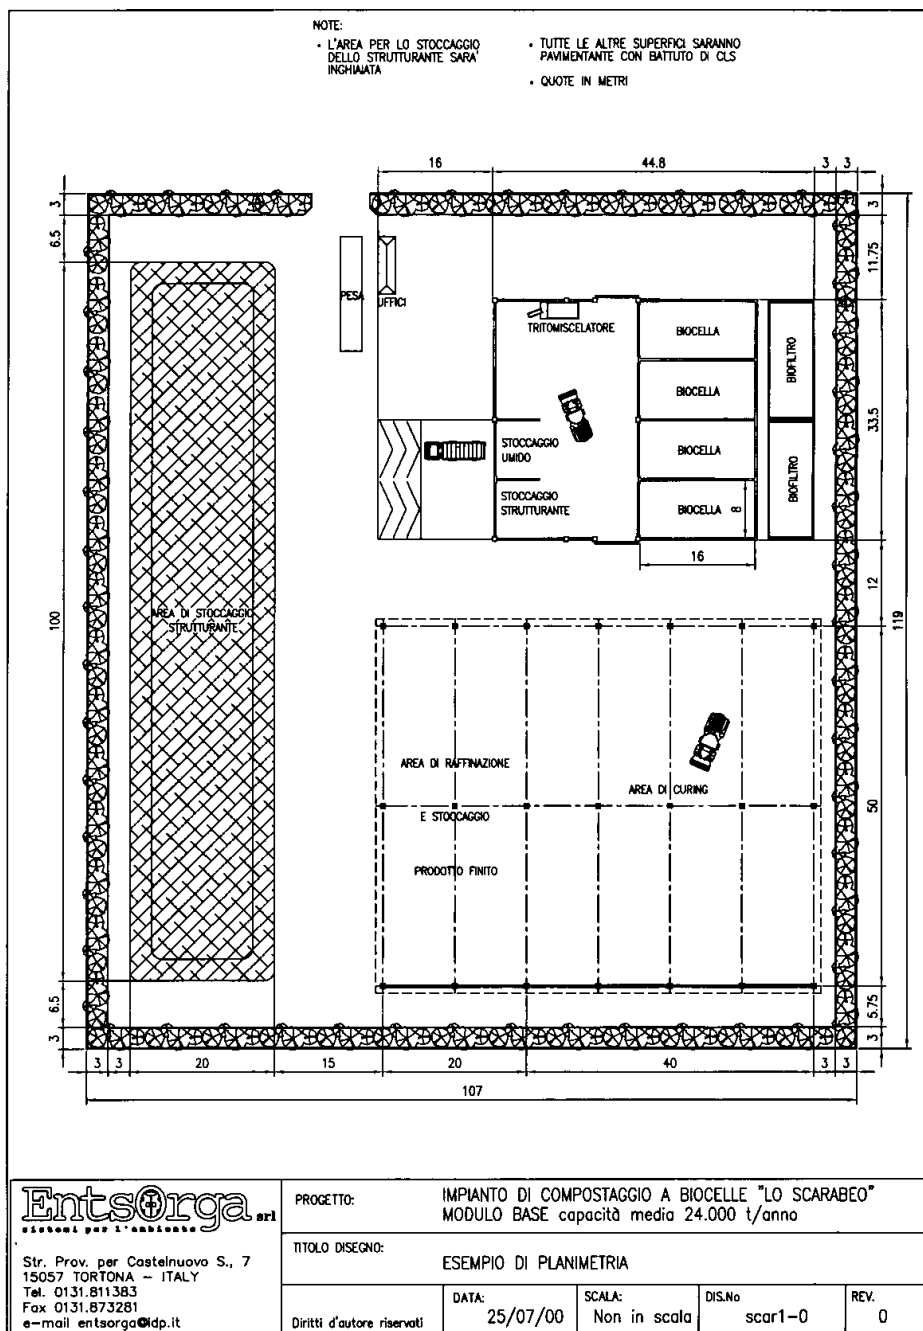 NOTE:
• L'AREA PER LO STOCCAGGIO
DELLO STRUTTURANTE SARA'
INGHIAIATA
• TUTTE LE ALTRE SUPERFICI SARANNO
PAVIMENTANTE CON BATTUTO DI CLS
• QUOTE IN METRI
16
44.8
3
3
3
6.5
100
6.5
3
3
11.75
33.5
12
50
5.75
3
119
PESA
UFFICI
TRITOMISCELATORE
BIOCELLA
BIOCELLA
BIOCELLA
BIOCELLA
8
16
BIOFILTRO
BIOFILTRO
STOCCAGGIO
UMIDO
STOCCAGGIO
STRUTTURANTE
AREA DI STOCCAGGIO
STRUTTURANTE
AREA DI RAFFINAZIONE
E STOCCAGGIO
PRODOTTO FINITO
AREA DI CURING
3
3
20
15
20
40
3
3
107
EntsOrga srl
sistemi per l'ambiente
Str. Prov. per Castelnuovo S., 7
15057 TORTONA – ITALY
Tel. 0131.811383
Fax 0131.873281
e-mail entsorga@idp.it
PROGETTO:
IMPIANTO DI COMPOSTAGGIO A BIOCELLE "LO SCARABEO"
MODULO BASE capacità media 24.000 t/anno
TITOLO DISEGNO:
ESEMPIO DI PLANIMETRIA
Diritti d'autore riservati
DATA:
25/07/00
SCALA:
Non in scala
DIS.No
scar1-0
REV.
0